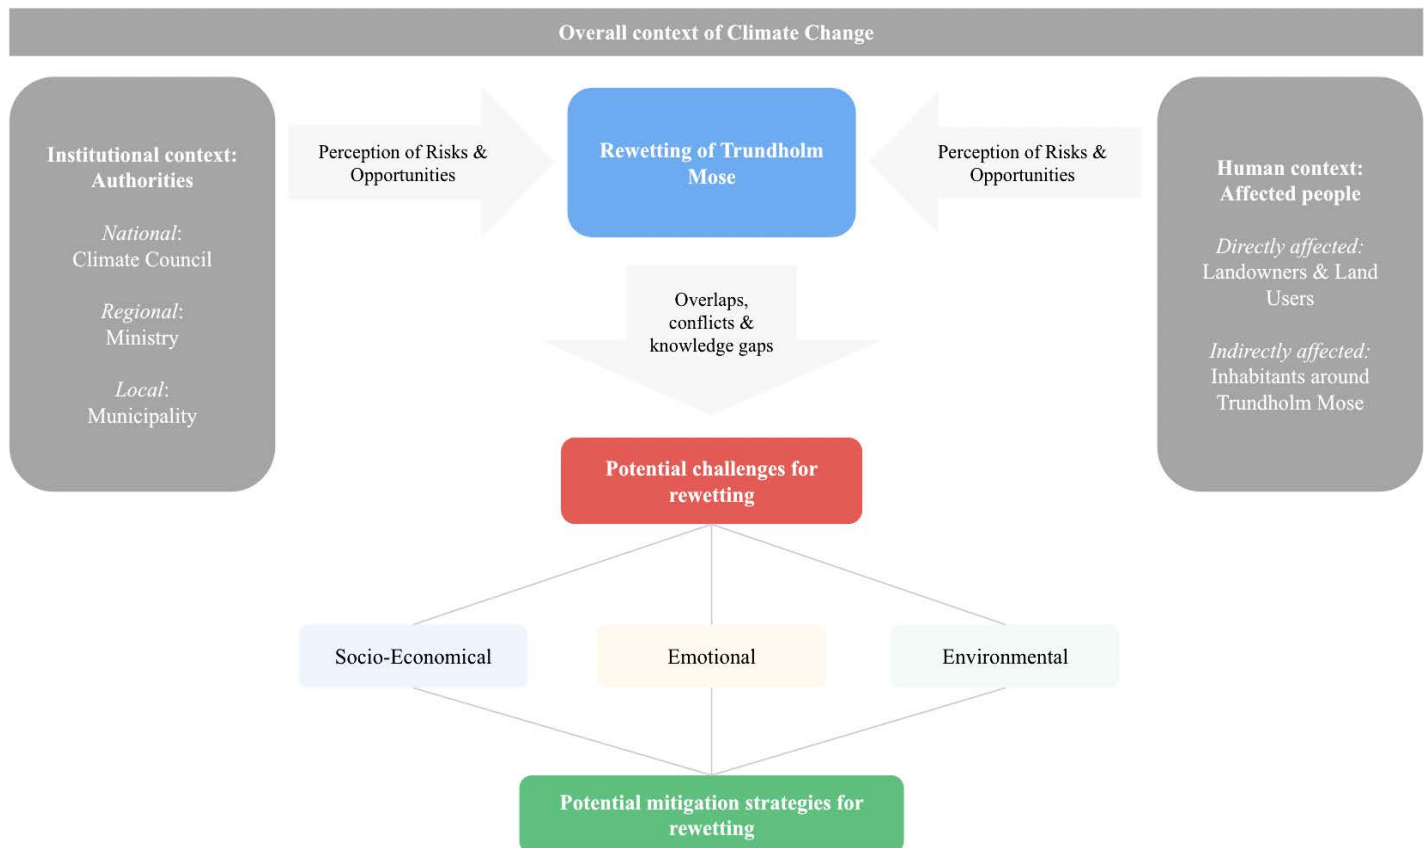 Overall context of Climate Change
Institutional context:
Authorities
National:
Climate Council
Regional:
Ministry
Local:
Municipality
Perception of Risks &
Opportunities
Rewetting of Trundholm
Mose
Perception of Risks &
Opportunities
Human context:
Affected people
Directly affected:
Landowners & Land
Users
Indirectly affected:
Inhabitants around
Trundholm Mose
Overlaps,
conflicts &
knowledge gaps
Potential challenges for
rewetting
Socio-Economical
Emotional
Environmental
Potential mitigation strategies for
rewetting